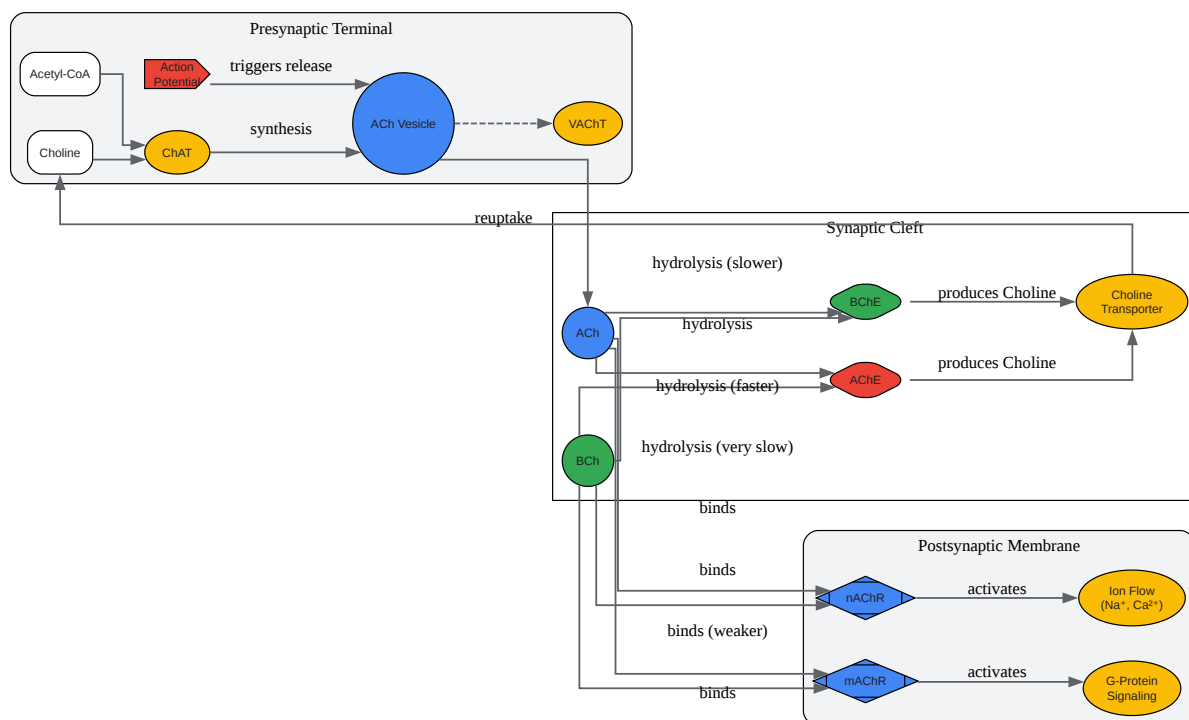 Presynaptic Terminal
Acetyl-CoA
Action
Potential
triggers release
ACh Vesicle
VAChT
synthesis
Choline
ChAT
reuptake
Synaptic Cleft
hydrolysis (slower)
BChE
produces Choline
Choline
Transporter
ACh
hydrolysis
AChE
produces Choline
hydrolysis (faster)
BCh
hydrolysis (very slow)
binds
Postsynaptic Membrane
binds
nAChR
activates
Ion Flow
(Na⁺, Ca²⁺)
binds (weaker)
mAChR
activates
G-Protein
Signaling
binds